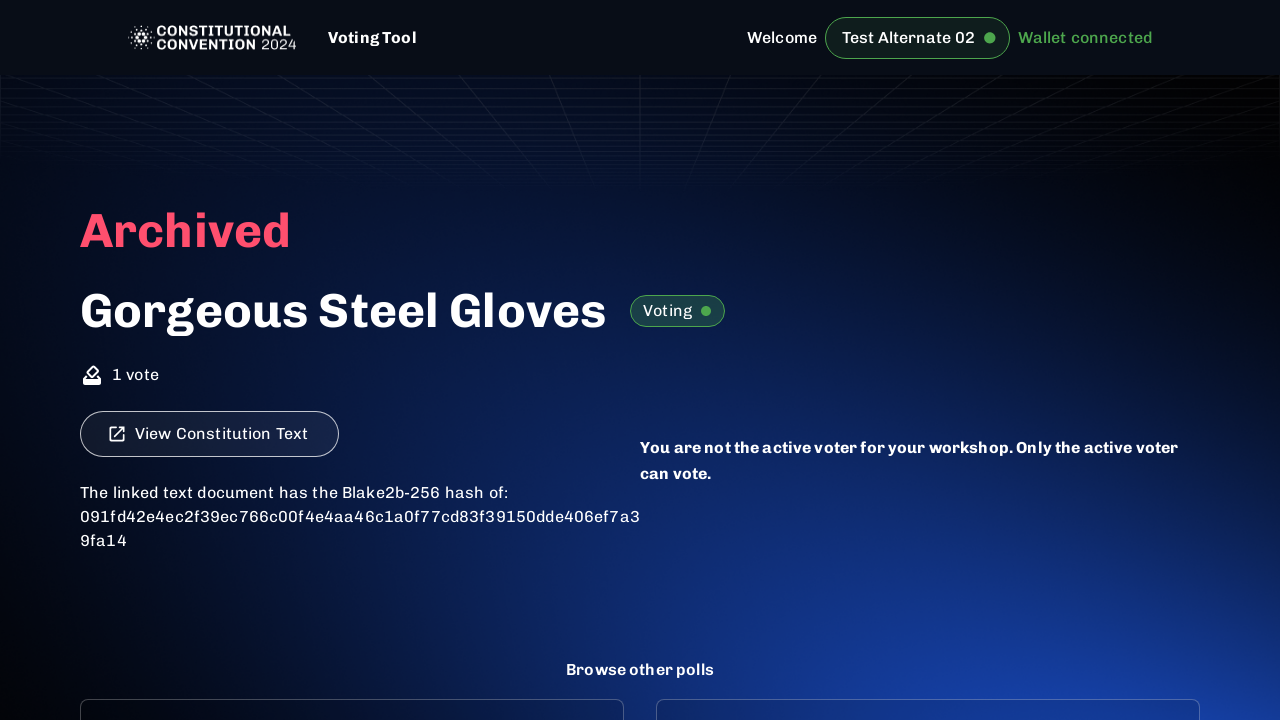 CONSTITUTIONAL
CONVENTION 2024
Voting Tool
Welcome
Test Alternate 02
Wallet connected
Archived
Gorgeous Steel Gloves
Voting
1 vote
View Constitution Text
You are not the active voter for your workshop. Only the active voter
can vote.
The linked text document has the Blake2b-256 hash of:
091fd42e4ec2f39ec766c00f4e4aa46c1a0f77cd83f39150dde406ef7a3
9fa14
Browse other polls